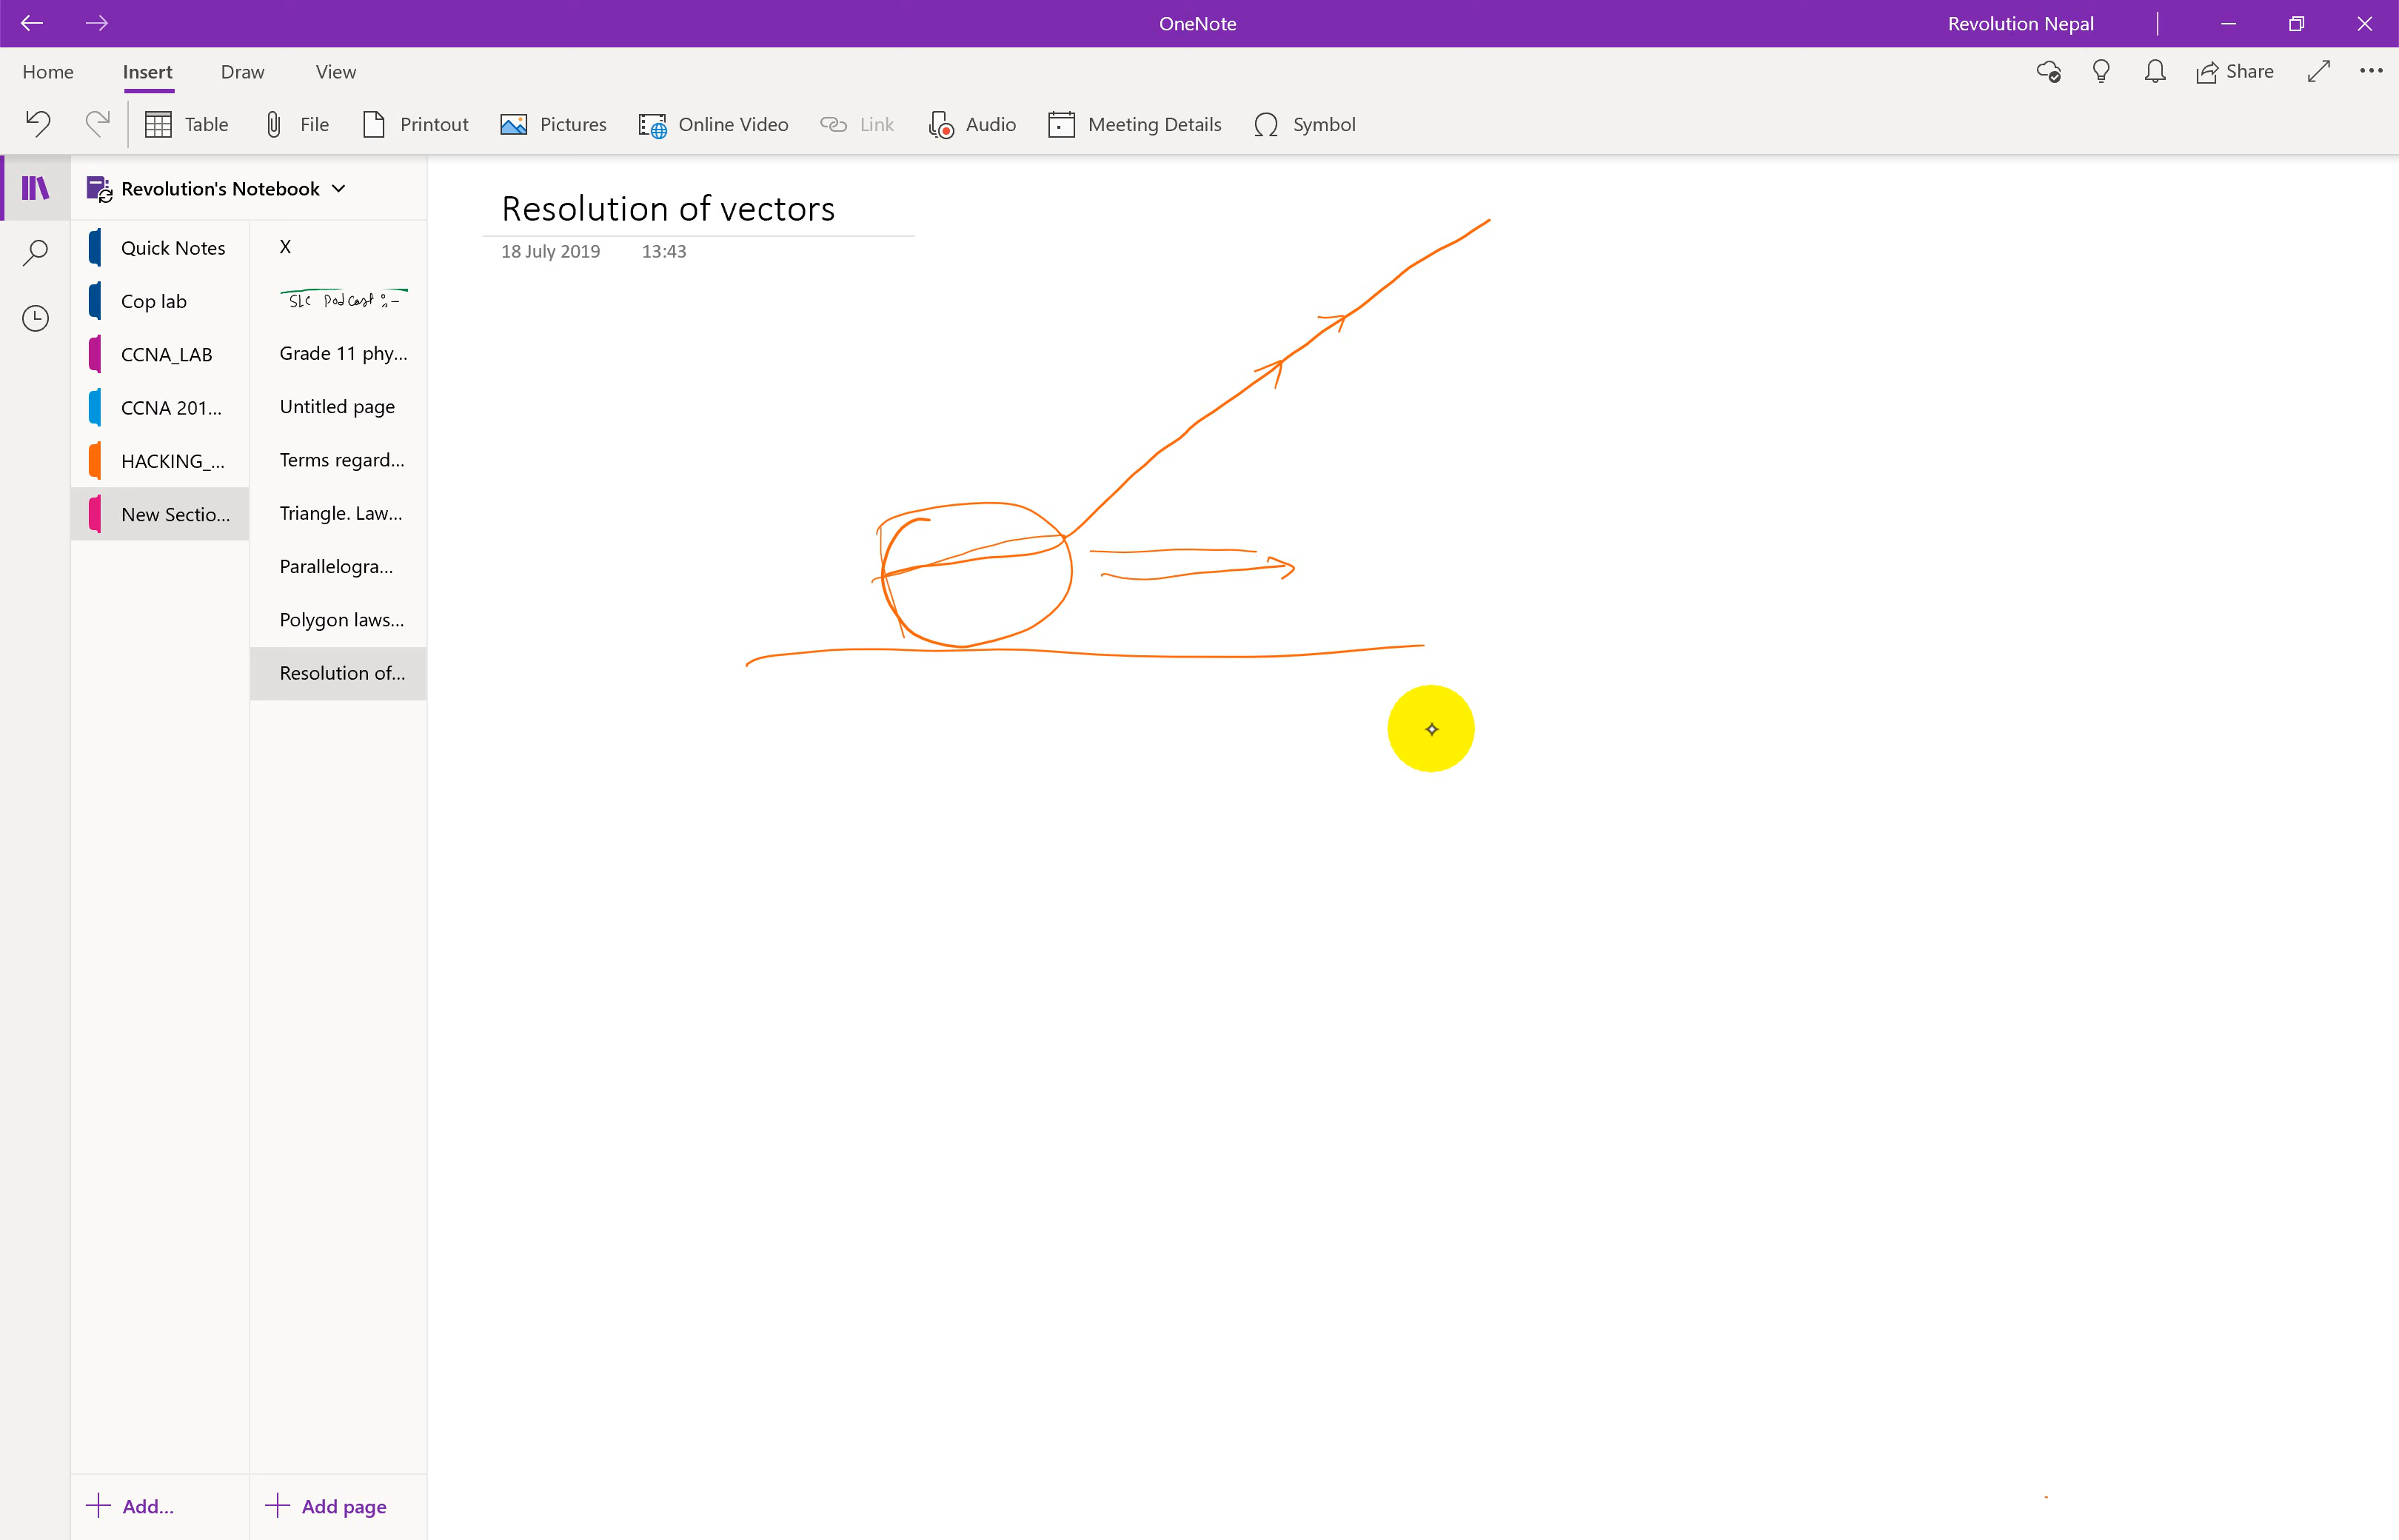 OneNote
Revolution Nepal
Home Insert Draw View
Share
Table File Printout Pictures Online Video Link Audio Meeting Details Symbol
Revolution's Notebook
Quick Notes
Cop lab
CCNA_LAB
CCNA 201...
HACKING_...
New Sectio...
X
SLC Podcast :-
Grade 11 phy...
Untitled page
Terms regard...
Triangle. Law...
Parallelogra...
Polygon laws...
Resolution of...
Resolution of vectors
18 July 2019 13:43
Add...
Add page